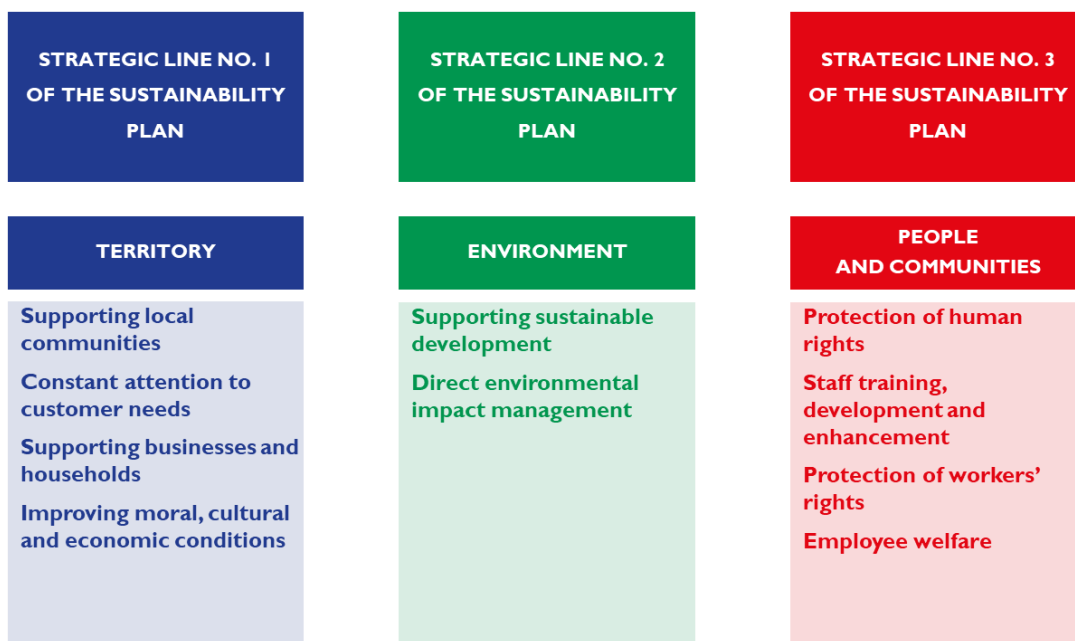 STRATEGIC LINE NO. 1
OF THE SUSTAINABILITY
PLAN
TERRITORY
Supporting local
communities
Constant attention to
customer needs
Supporting businesses and
households
Improving moral, cultural
and economic conditions
STRATEGIC LINE NO. 2
OF THE SUSTAINABILITY
PLAN
ENVIRONMENT
Supporting sustainable
development
Direct environmental
impact management
STRATEGIC LINE NO. 3
OF THE SUSTAINABILITY
PLAN
PEOPLE
AND COMMUNITIES
Protection of human
rights
Staff training,
development and
enhancement
Protection of workers’
rights
Employee welfare